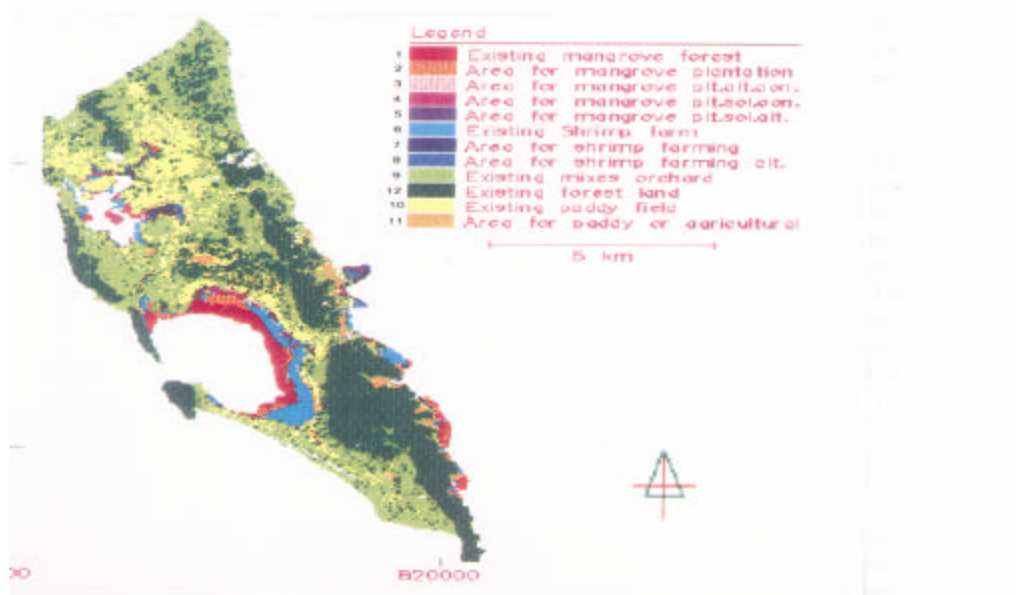 Legend
1 Existing mangrove forest
2 Area for mangrove plantation
3 Area for mangrove plt.alt.con.
4 Area for mangrove plt.sol.con.
5 Area for mangrove plt.sol.alt.
6 Existing Shrimp farm
7 Area for shrimp farming
8 Area for shrimp farming alt.
9 Existing mixes orchard
12 Existing forest land
10 Existing paddy field
11 Area for paddy or agricultural
5 km
00
820000